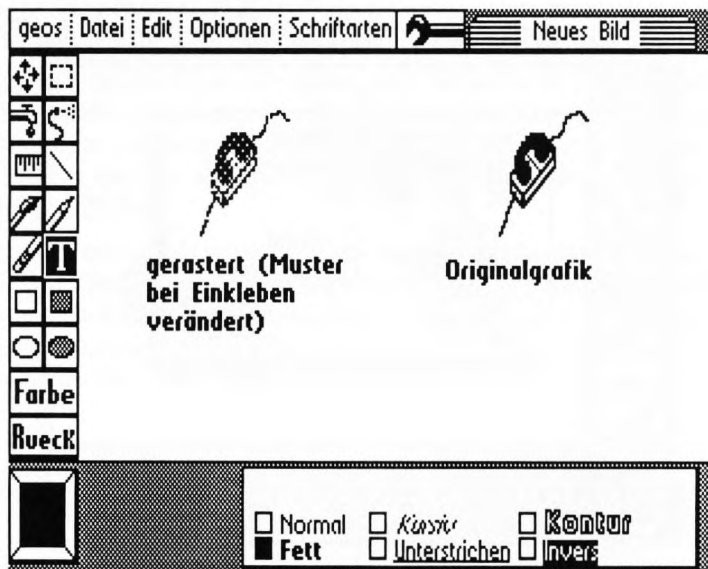 geos Datei Edit Optionen Schriftarten Neues Bild
gerastert (Muster
bei Einkleben
verändert)
Originalgrafik
T
Farbe
Rueck
Normal Kursiv Kontur
Fett Unterstrichen Invers